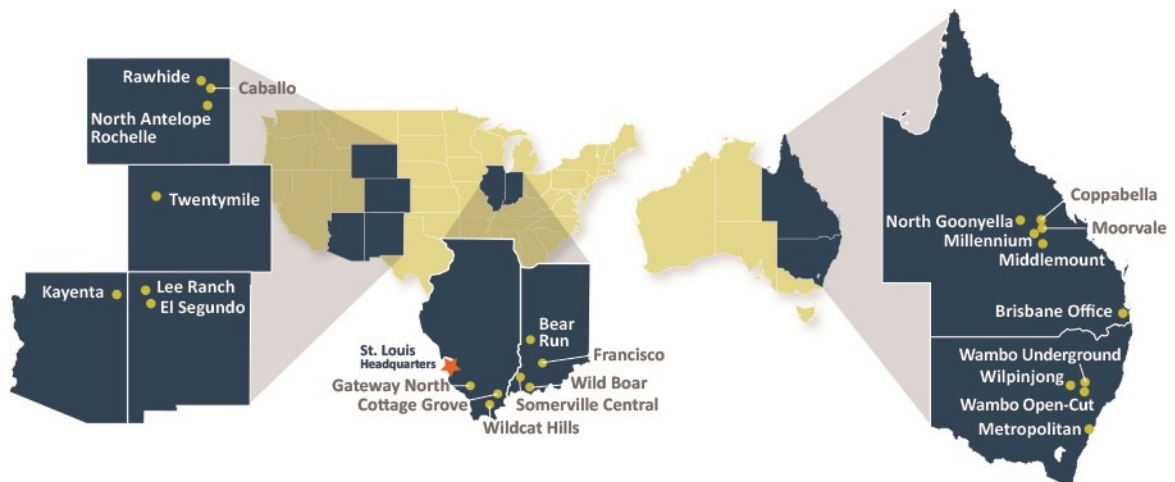 Rawhide
Caballo
North Antelope
Rochelle
Twentymile
Kayenta
Lee Ranch
El Segundo
St. Louis
Headquarters
Bear
Run
Francisco
Gateway North
Wild Boar
Cottage Grove
Somerville Central
Wildcat Hills
Coppabella
North Goonyella
Moorvale
Millennium
Middlemount
Brisbane Office
Wambo Underground
Wilpinjong
Wambo Open-Cut
Metropolitan